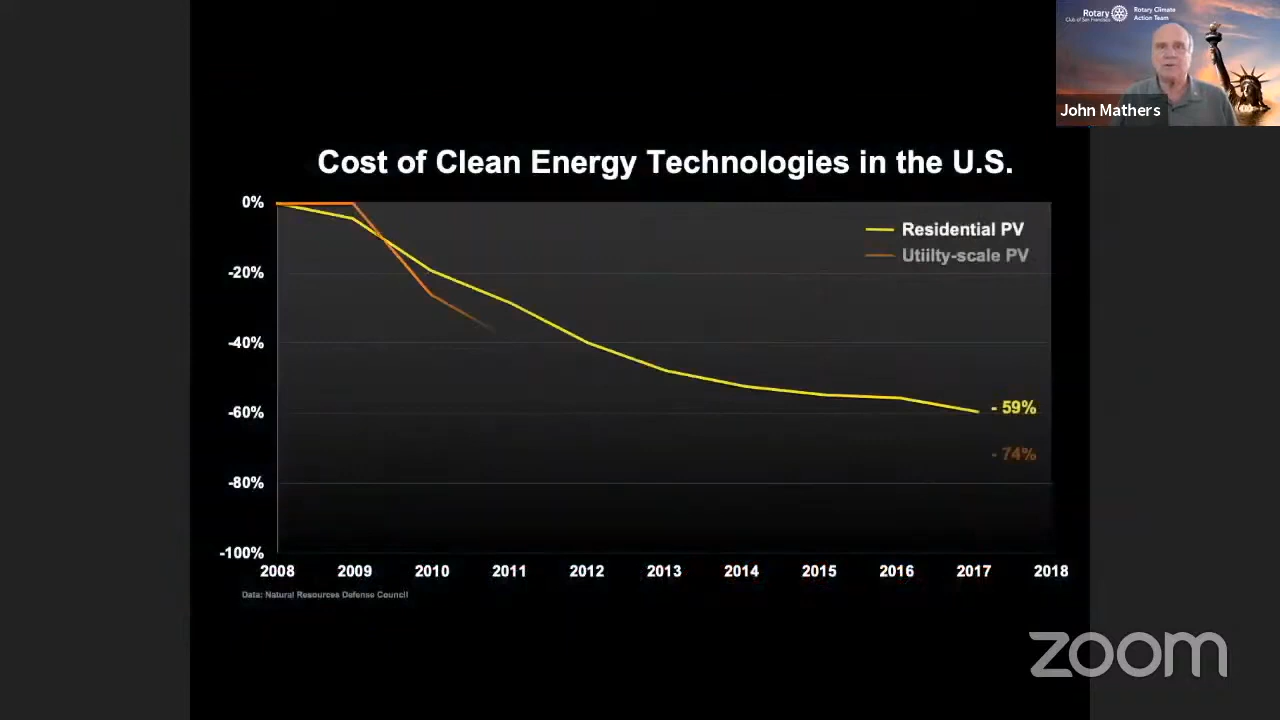 Rotary
Club of San Francisco
Rotary Climate
Action Team
John Mathers
Cost of Clean Energy Technologies in the U.S.
0%
-20%
-40%
-60%
-80%
-100%
Residential PV
Utiilty-scale PV
- 59%
- 74%
2008 2009 2010 2011 2012 2013 2014 2015 2016 2017 2018
Data: Natural Resources Defense Council
zoom